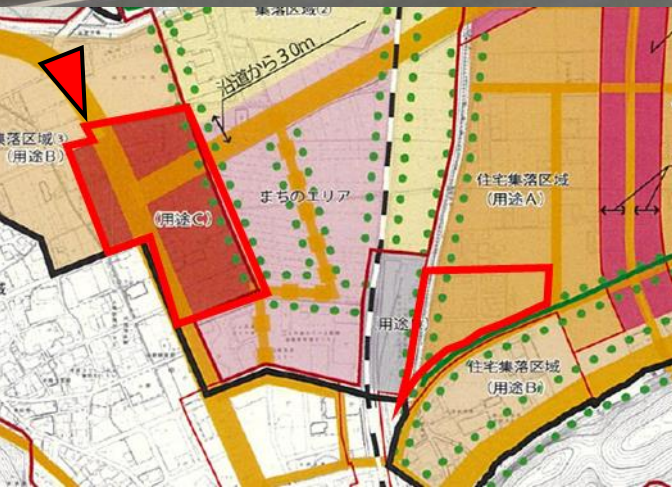 集落区域②
沿道から30m
落区域③
(用途B)
住宅集落区域
(用途A)
まちのエリア
(用途C)
用途
住宅集落区域
(用途B)
域